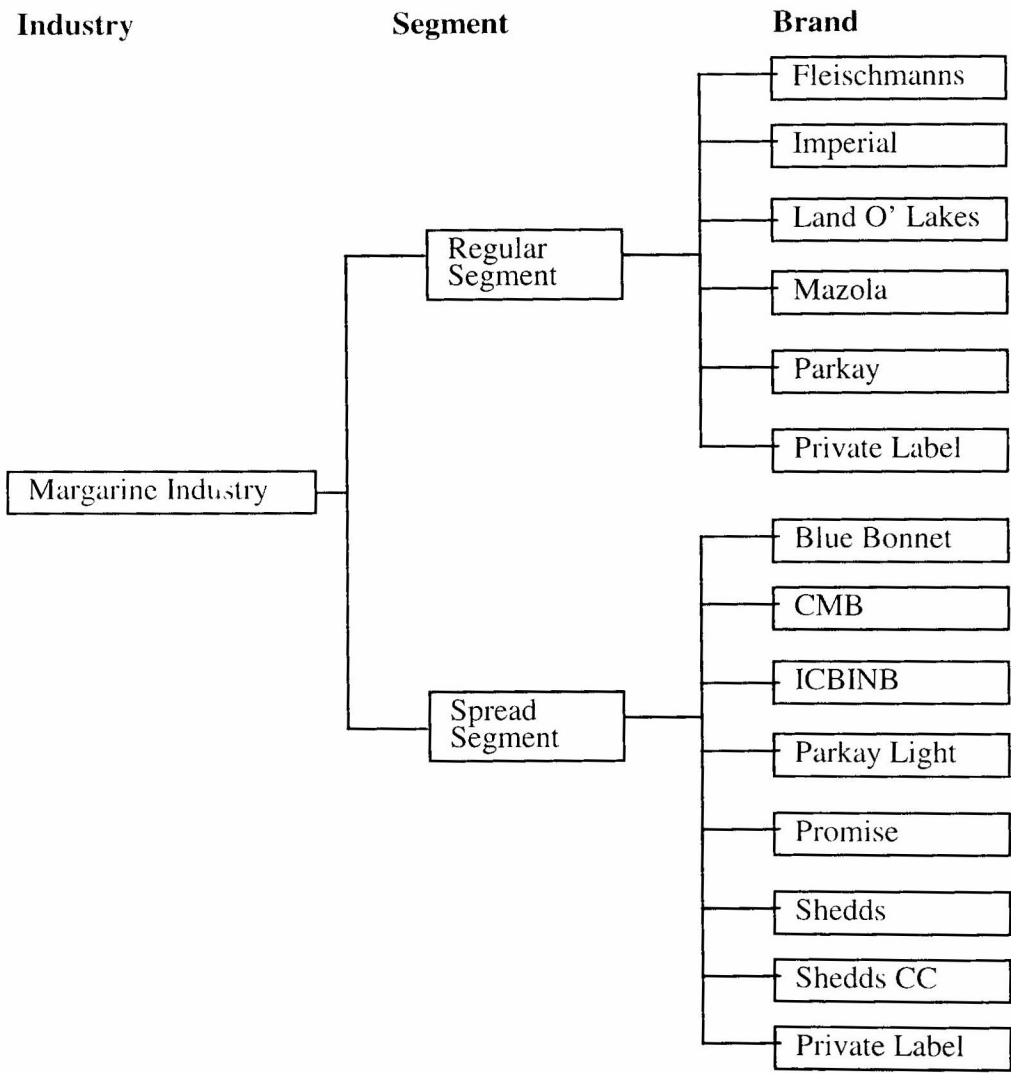 Industry Segment Brand
Fleischmanns
Imperial
Land O' Lakes
Regular
Segment
Mazola
Parkay
Private Label
Margarine Industry
Blue Bonnet
CMB
ICBINB
Spread
Segment
Parkay Light
Promise
Shedds
Shedds CC
Private Label